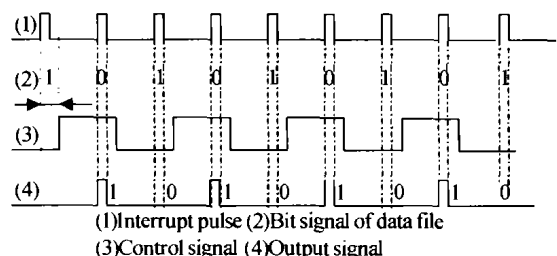 (1)
(2) 1 0 1 0 1 0 1 0 1
(3)
(4) 1 0 1 0 1 0 1 0
(1)Interrupt pulse (2)Bit signal of data file
(3)Control signal (4)Output signal